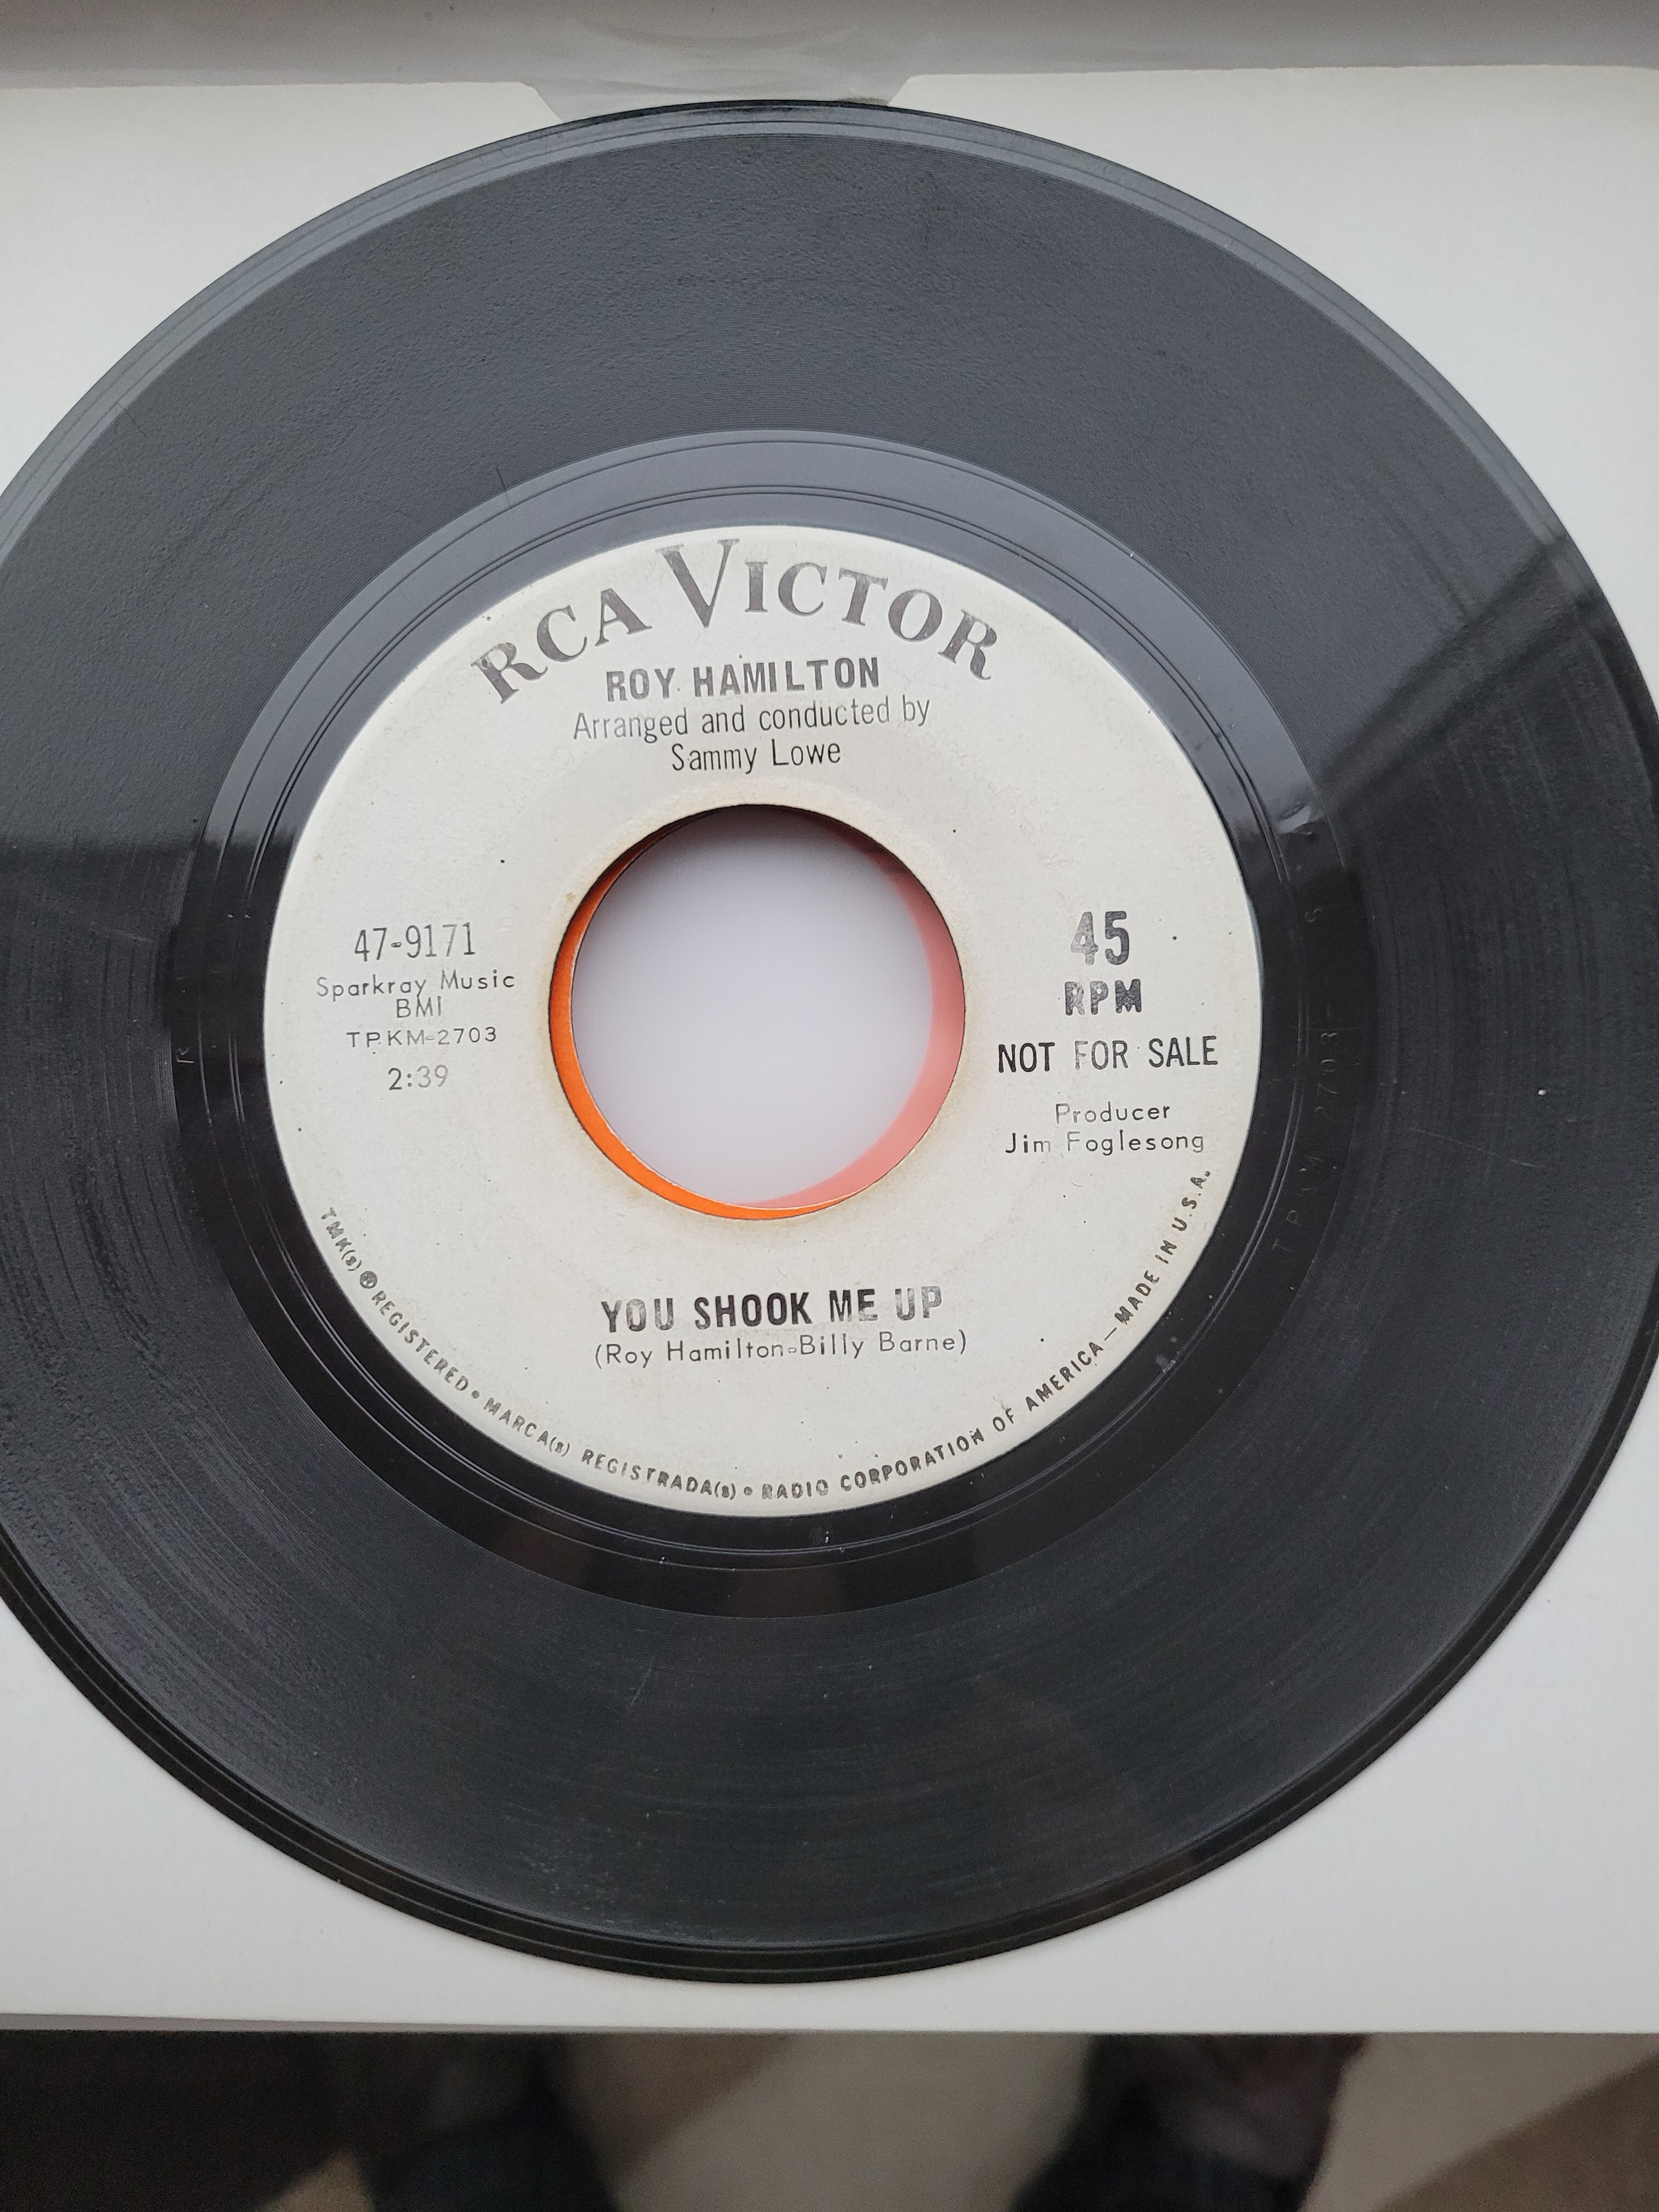 RCA VICTOR
ROY HAMILTON
Arranged and conducted by
Sammy Lowe
47-9171
Sparkray Music
BMI
TPKM-2703
2:39
45
RPM
NOT FOR SALE
Producer
Jim Foglesong
YOU SHOOK ME UP
(Roy Hamilton-Billy Barne)
TMK(s) ® REGISTERED • MARCA(s) REGISTRADA(s) • RADIO CORPORATION OF AMERICA — MADE IN U.S.A.